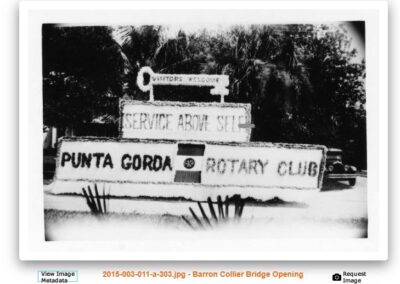 VISITORS WELCOME
SERVICE ABOVE SELF
PUNTA GORDA ROTARY CLUB
View Image Metadata
2015-003-011-a-303.jpg - Barron Collier Bridge Opening
Request Image